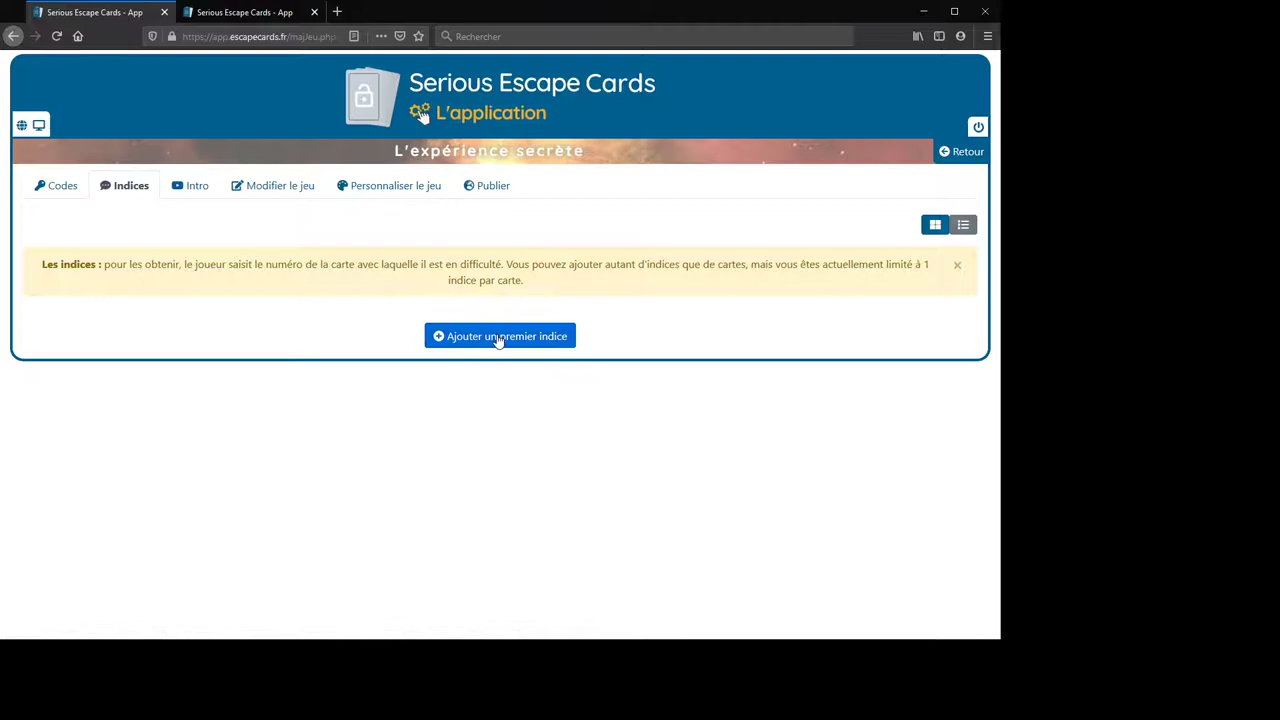 Serious Escape Cards - App
Serious Escape Cards - App
https://app.escapecards.fr/majJeu.php
Rechercher
Serious Escape Cards
L'application
L'expérience secrète
Retour
Codes
Indices
Intro
Modifier le jeu
Personnaliser le jeu
Publier
Les indices : pour les obtenir, le joueur saisit le numéro de la carte avec laquelle il est en difficulté. Vous pouvez ajouter autant d'indices que de cartes, mais vous êtes actuellement limité à 1
indice par carte.
Ajouter un premier indice